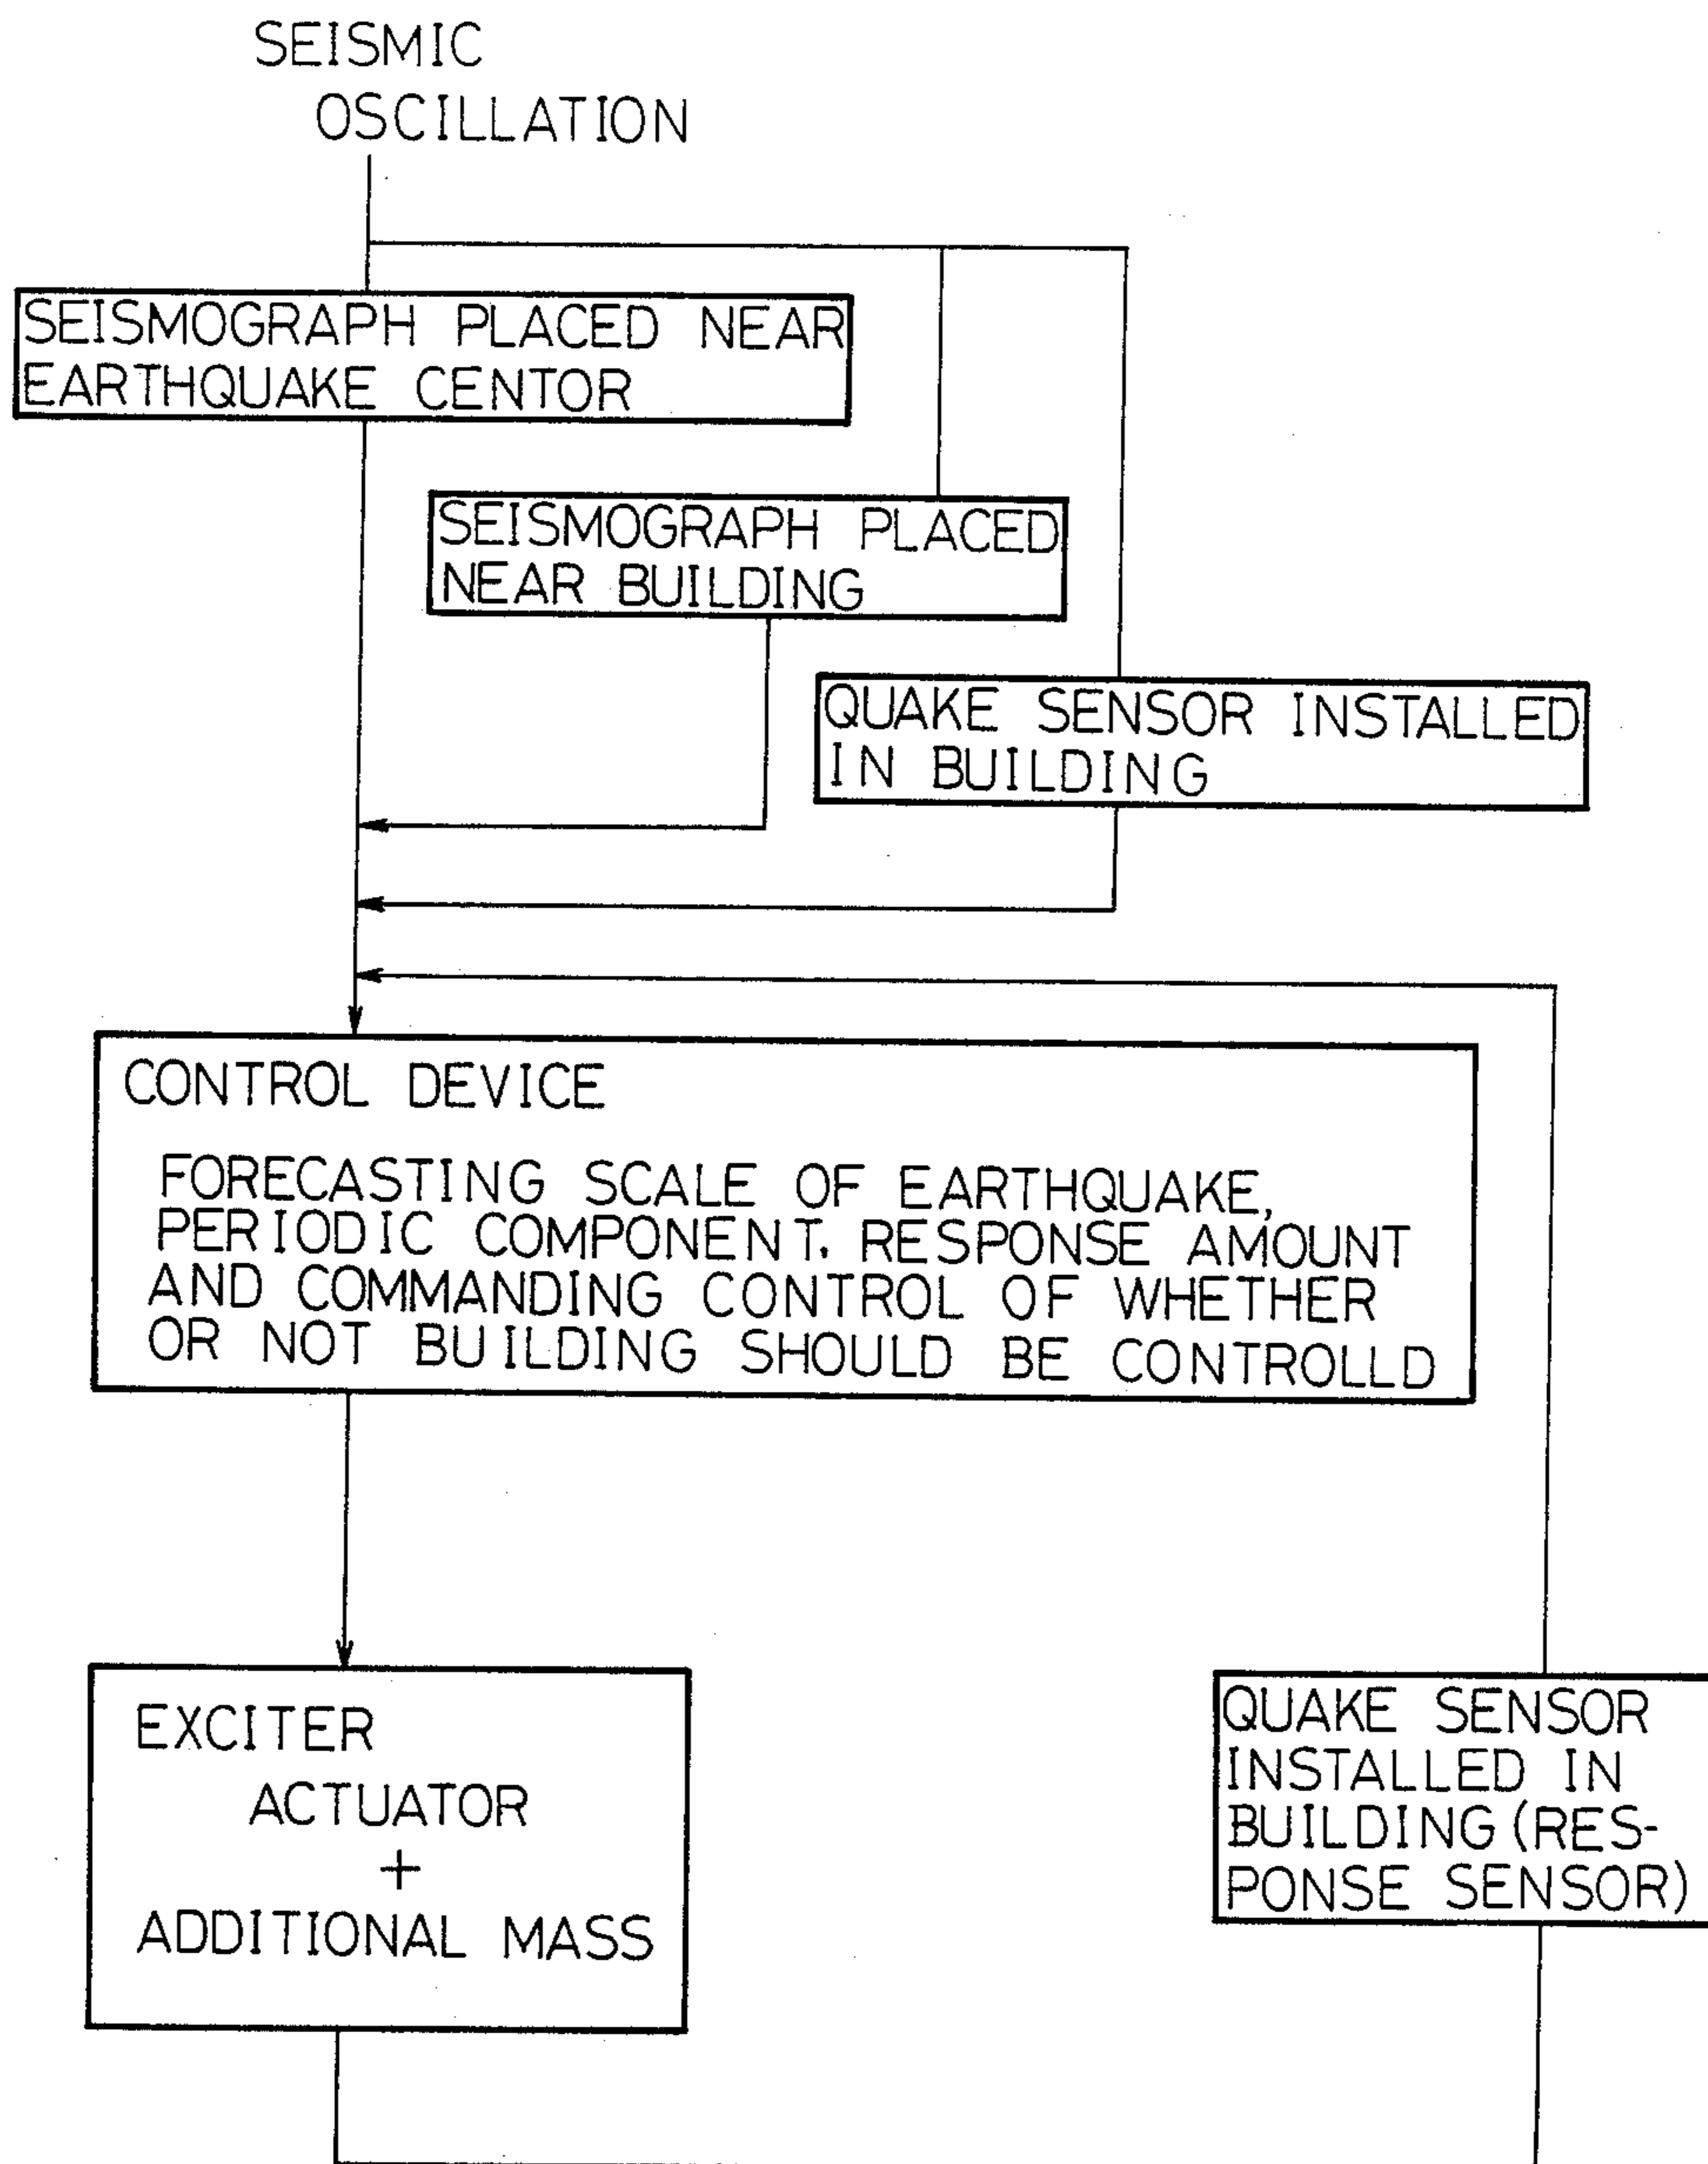 SEISMIC
OSCILLATION
SEISMOGRAPH PLACED NEAR
EARTHQUAKE CENTOR
SEISMOGRAPH PLACED
NEAR BUILDING
QUAKE SENSOR INSTALLED
IN BUILDING
CONTROL DEVICE
FORECASTING SCALE OF EARTHQUAKE,
PERIODIC COMPONENT. RESPONSE AMOUNT
AND COMMANDING CONTROL OF WHETHER
OR NOT BUILDING SHOULD BE CONTROLLD
EXCITER
ACTUATOR
+
ADDITIONAL MASS
QUAKE SENSOR
INSTALLED IN
BUILDING (RES-
PONSE SENSOR)